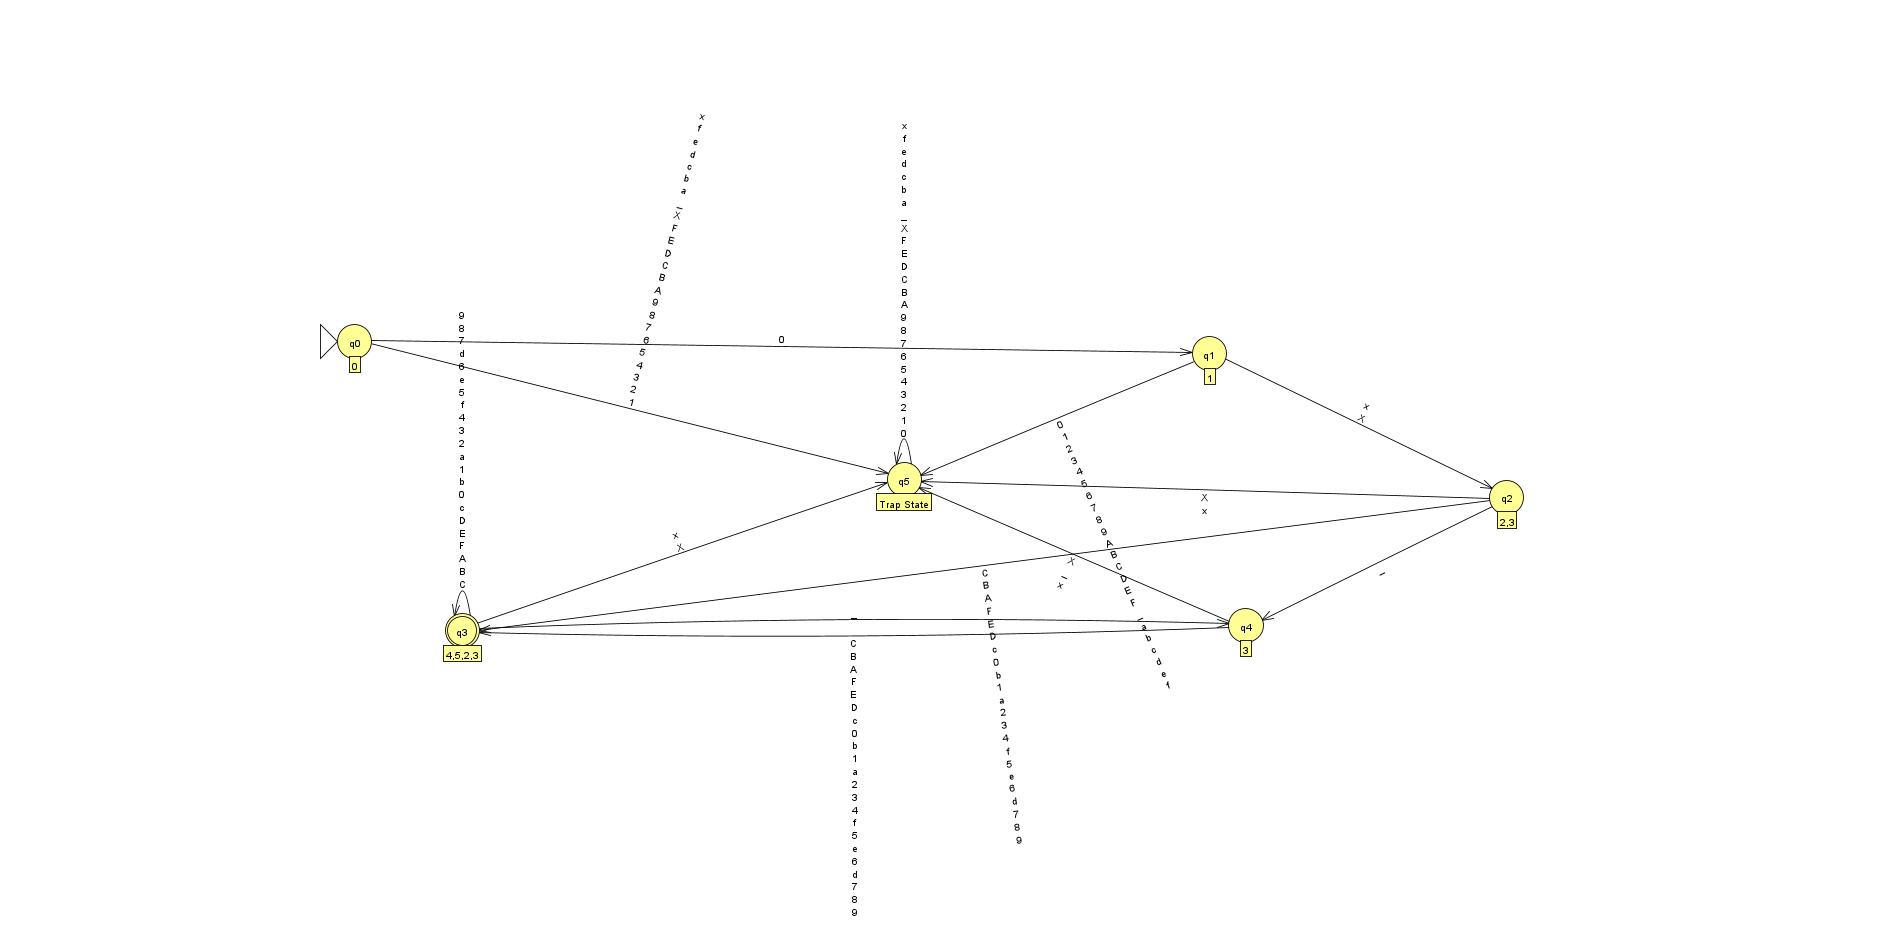 x f e d c b a _ X F E D C B A 9 8 7 6 5 4 3 2 1
x f e d c b a _ X F E D C B A 9 8 7 6 5 4 3 2 1 0
9 8 7 d 6 e 5 f 4 3 2 a 1 b 0 c D E F A B C
q0
0
0
q1
1
x
X
0 1 2 3 4 5 6 7 8 9 A B C D E F _ a b c d e f
q5
Trap State
X
x
q2
2,3
x
X
X
_
x
_
C B A F E D c 0 b 1 a 2 3 4 f 5 e 6 d 7 8 9
q3
4,5,2,3
_
q4
3
C B A F E D c 0 b 1 a 2 3 4 f 5 e 6 d 7 8 9